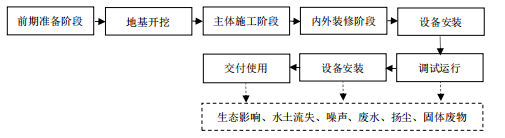 前期准备阶段
地基开挖
主体施工阶段
内外装修阶段
设备安装
交付使用
设备安装
调试运行
生态影响、水土流失、噪声、废水、扬尘、固体废物